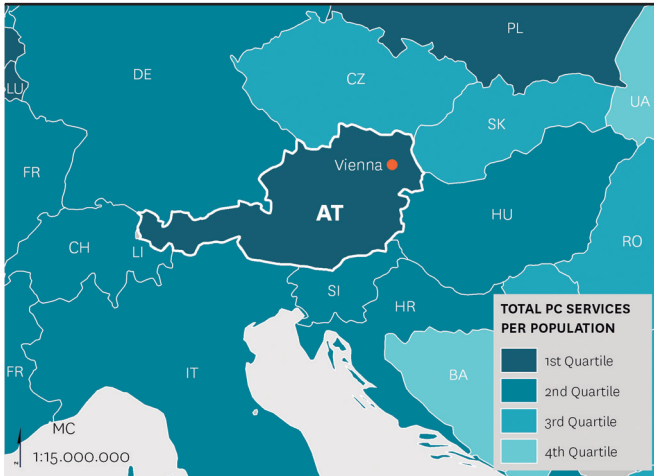 PL
DE
CZ
LU
UA
SK
Vienna
FR
AT
HU
CH
LI
RO
SI
HR
TOTAL PC SERVICES
PER POPULATION
1st Quartile
2nd Quartile
3rd Quartile
4th Quartile
FR
IT
BA
MC
N
1:15.000.000